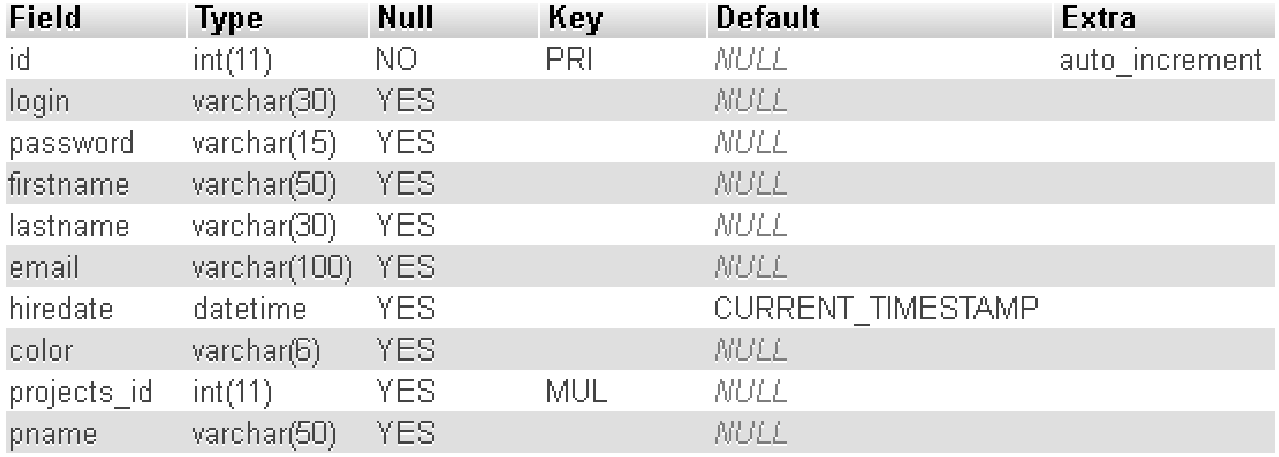 Field Type Null Key Default Extra
id int(11) NO PRI NULL auto_increment
login varchar(30) YES NULL
password varchar(15) YES NULL
firstname varchar(50) YES NULL
lastname varchar(30) YES NULL
email varchar(100) YES NULL
hiredate datetime YES CURRENT_TIMESTAMP
color varchar(6) YES NULL
projects_id int(11) YES MUL NULL
pname varchar(50) YES NULL